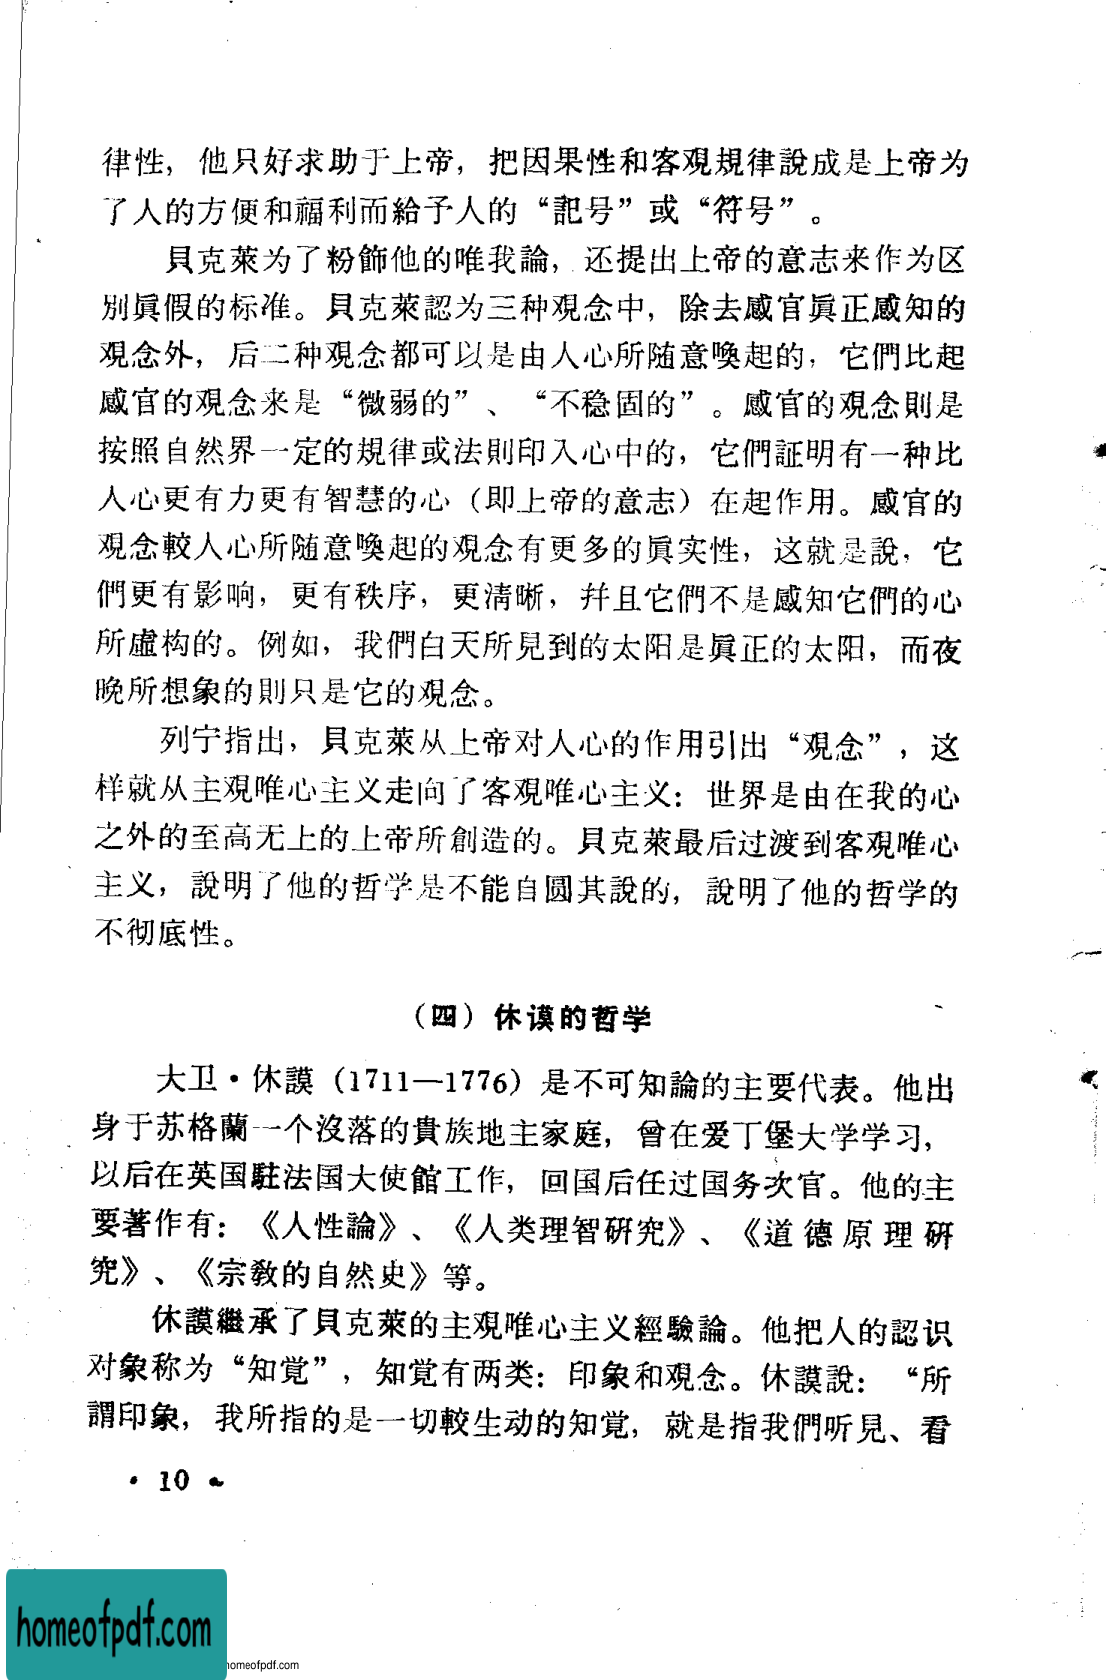 律性，他只好求助于上帝，把因果性和客观規律說成是上帝为
了人的方便和福利而給予人的“記号”或“符号”。
貝克萊为了粉飾他的唯我論，还提出上帝的意志来作为区
別眞假的标准。貝克萊認为三种观念中，除去感官眞正感知的
观念外，后二种观念都可以是由人心所随意喚起的，它們比起
感官的观念来是“微弱的”、“不稳固的”。感官的观念則是
按照自然界一定的規律或法則印入心中的，它們証明有一种比
人心更有力更有智慧的心（即上帝的意志）在起作用。感官的
观念較人心所随意喚起的观念有更多的眞实性，这就是說，它
們更有影响，更有秩序，更清晰，幷且它們不是感知它們的心
所虛构的。例如，我們白天所見到的太阳是眞正的太阳，而夜
晚所想象的則只是它的观念。
列宁指出，貝克萊从上帝对人心的作用引出“观念”，这
样就从主观唯心主义走向了客观唯心主义：世界是由在我的心
之外的至高无上的上帝所創造的。貝克萊最后过渡到客观唯心
主义，說明了他的哲学是不能自圆其說的，說明了他的哲学的
不彻底性。
（四）休谟的哲学
大卫·休謨（1711—1776）是不可知論的主要代表。他出
身于苏格蘭一个沒落的貴族地主家庭，曾在爱丁堡大学学习，
以后在英国駐法国大使館工作，回国后任过国务次官。他的主
要著作有：《人性論》、《人类理智研究》、《道德原理研
究》、《宗敎的自然史》等。
休謨繼承了貝克萊的主观唯心主义經驗論。他把人的認识
对象称为“知覚”，知覚有两类：印象和观念。休謨說：“所
謂印象，我所指的是一切較生动的知覚，就是指我們听見、看
· 10 ·
homeofpdf.com
homeofpdf.com